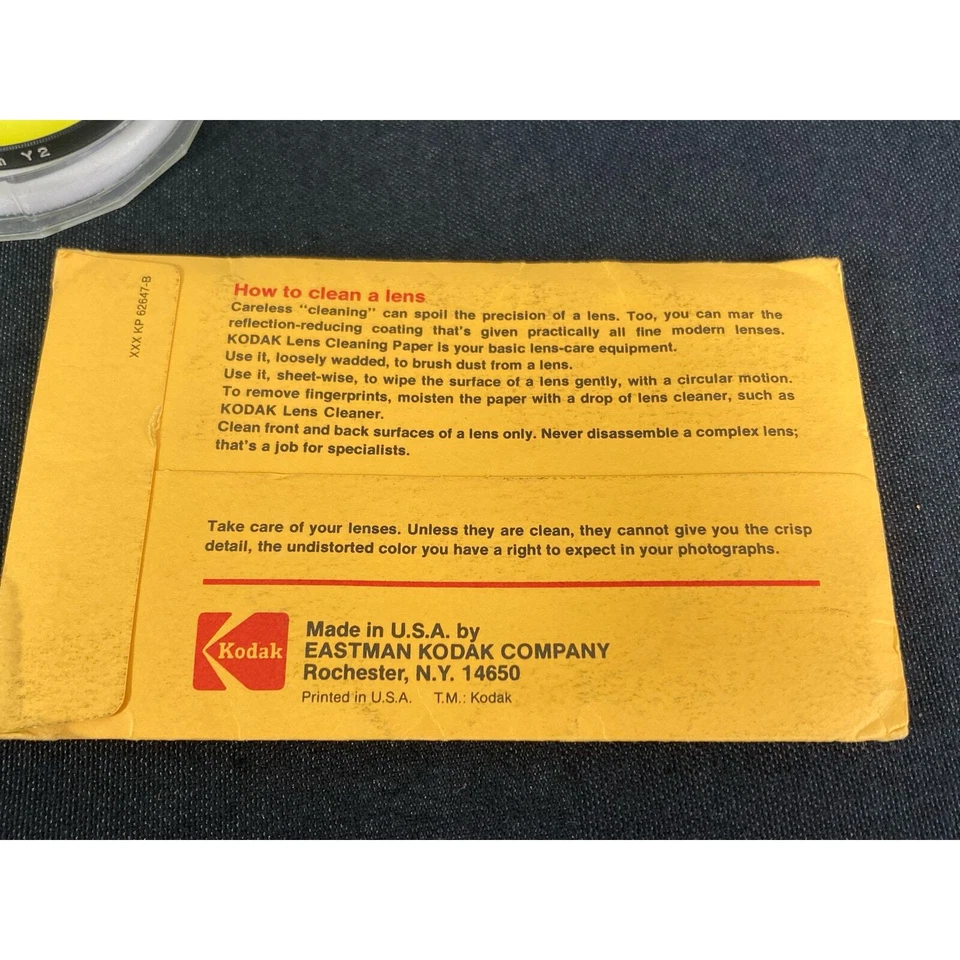 Y2
XXX KP 62647-B
How to clean a lens
Careless "cleaning" can spoil the precision of a lens. Too, you can mar the
reflection-reducing coating that's given practically all fine modern lenses.
KODAK Lens Cleaning Paper is your basic lens-care equipment.
Use it, loosely wadded, to brush dust from a lens.
Use it, sheet-wise, to wipe the surface of a lens gently, with a circular motion.
To remove fingerprints, moisten the paper with a drop of lens cleaner, such as
KODAK Lens Cleaner.
Clean front and back surfaces of a lens only. Never disassemble a complex lens;
that's a job for specialists.
Take care of your lenses. Unless they are clean, they cannot give you the crisp
detail, the undistorted color you have a right to expect in your photographs.
Kodak
Made in U.S.A. by
EASTMAN KODAK COMPANY
Rochester, N.Y. 14650
Printed in U.S.A. T.M.: Kodak